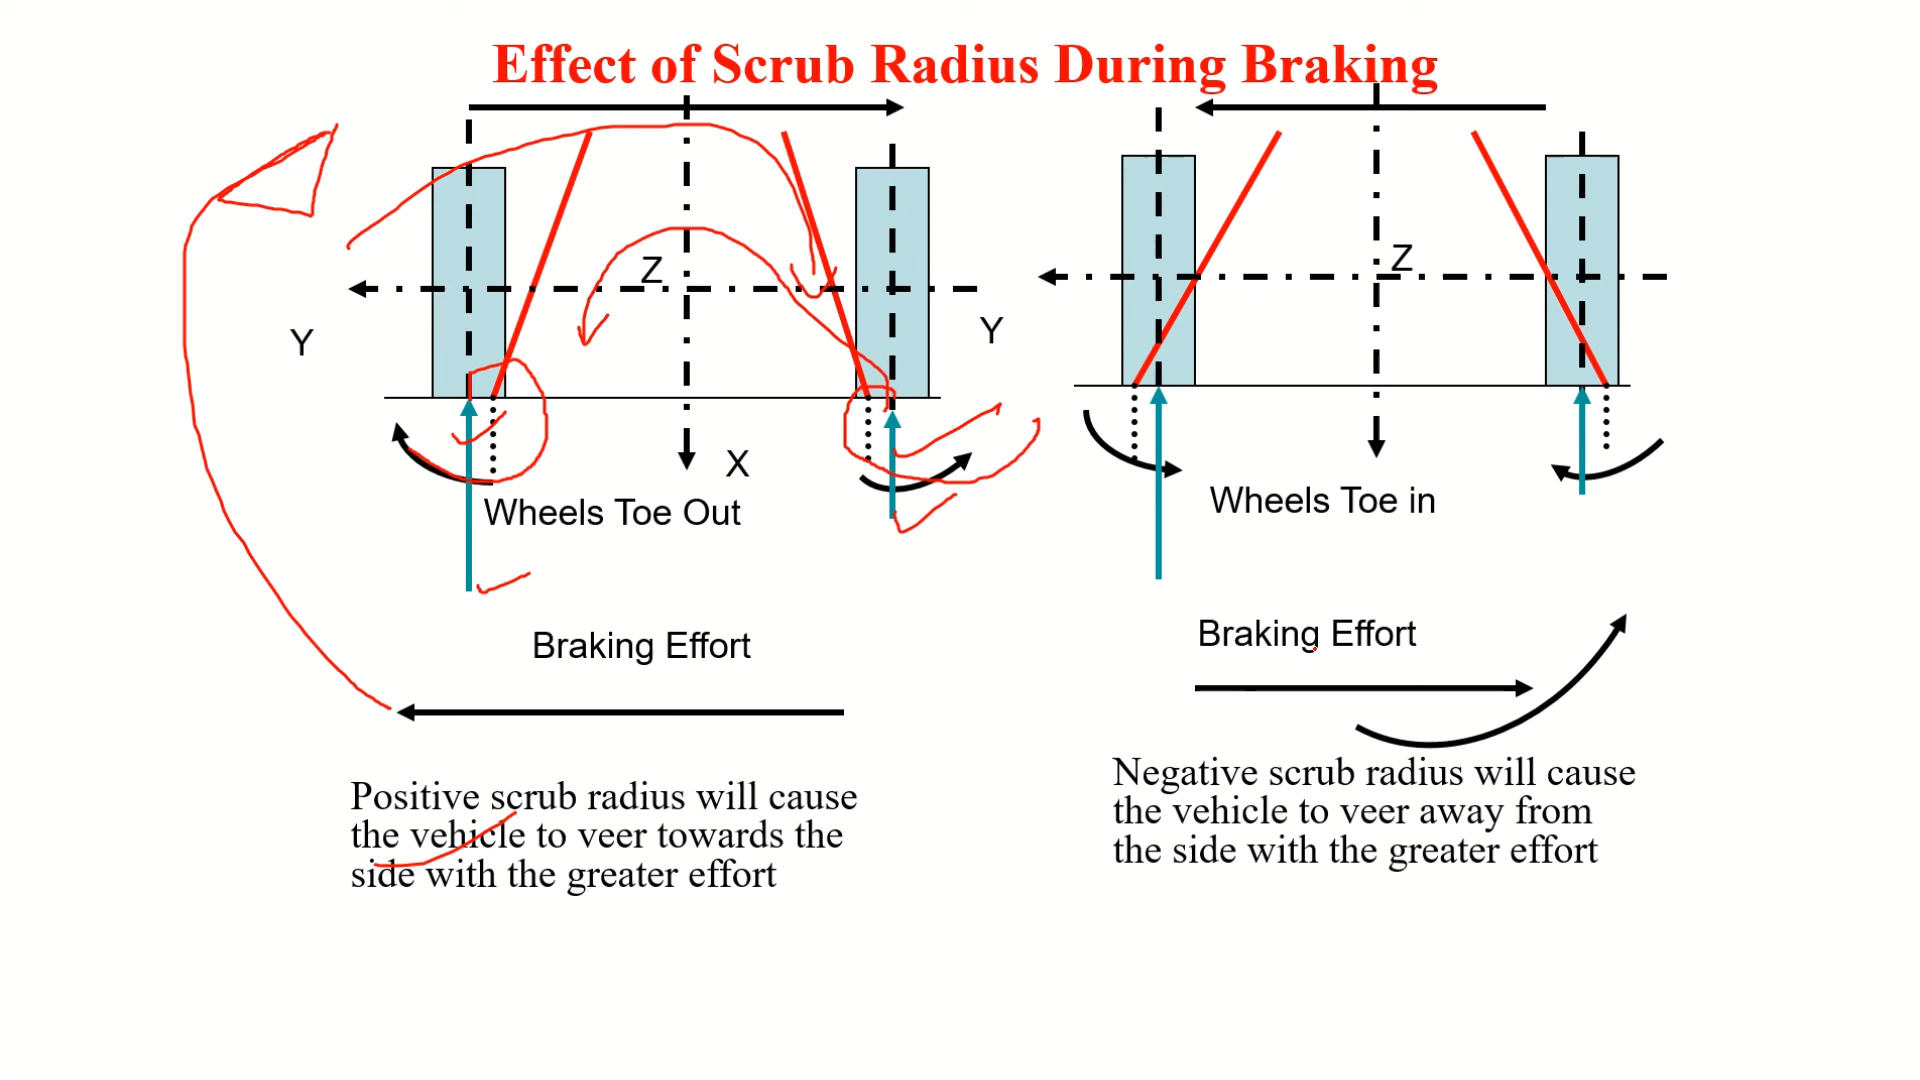 Effect of Scrub Radius During Braking
Z
Y
X
Wheels Toe Out
Braking Effort
Positive scrub radius will cause
the vehicle to veer towards the
side with the greater effort
Z
Y
Wheels Toe in
Braking Effort
Negative scrub radius will cause
the vehicle to veer away from
the side with the greater effort